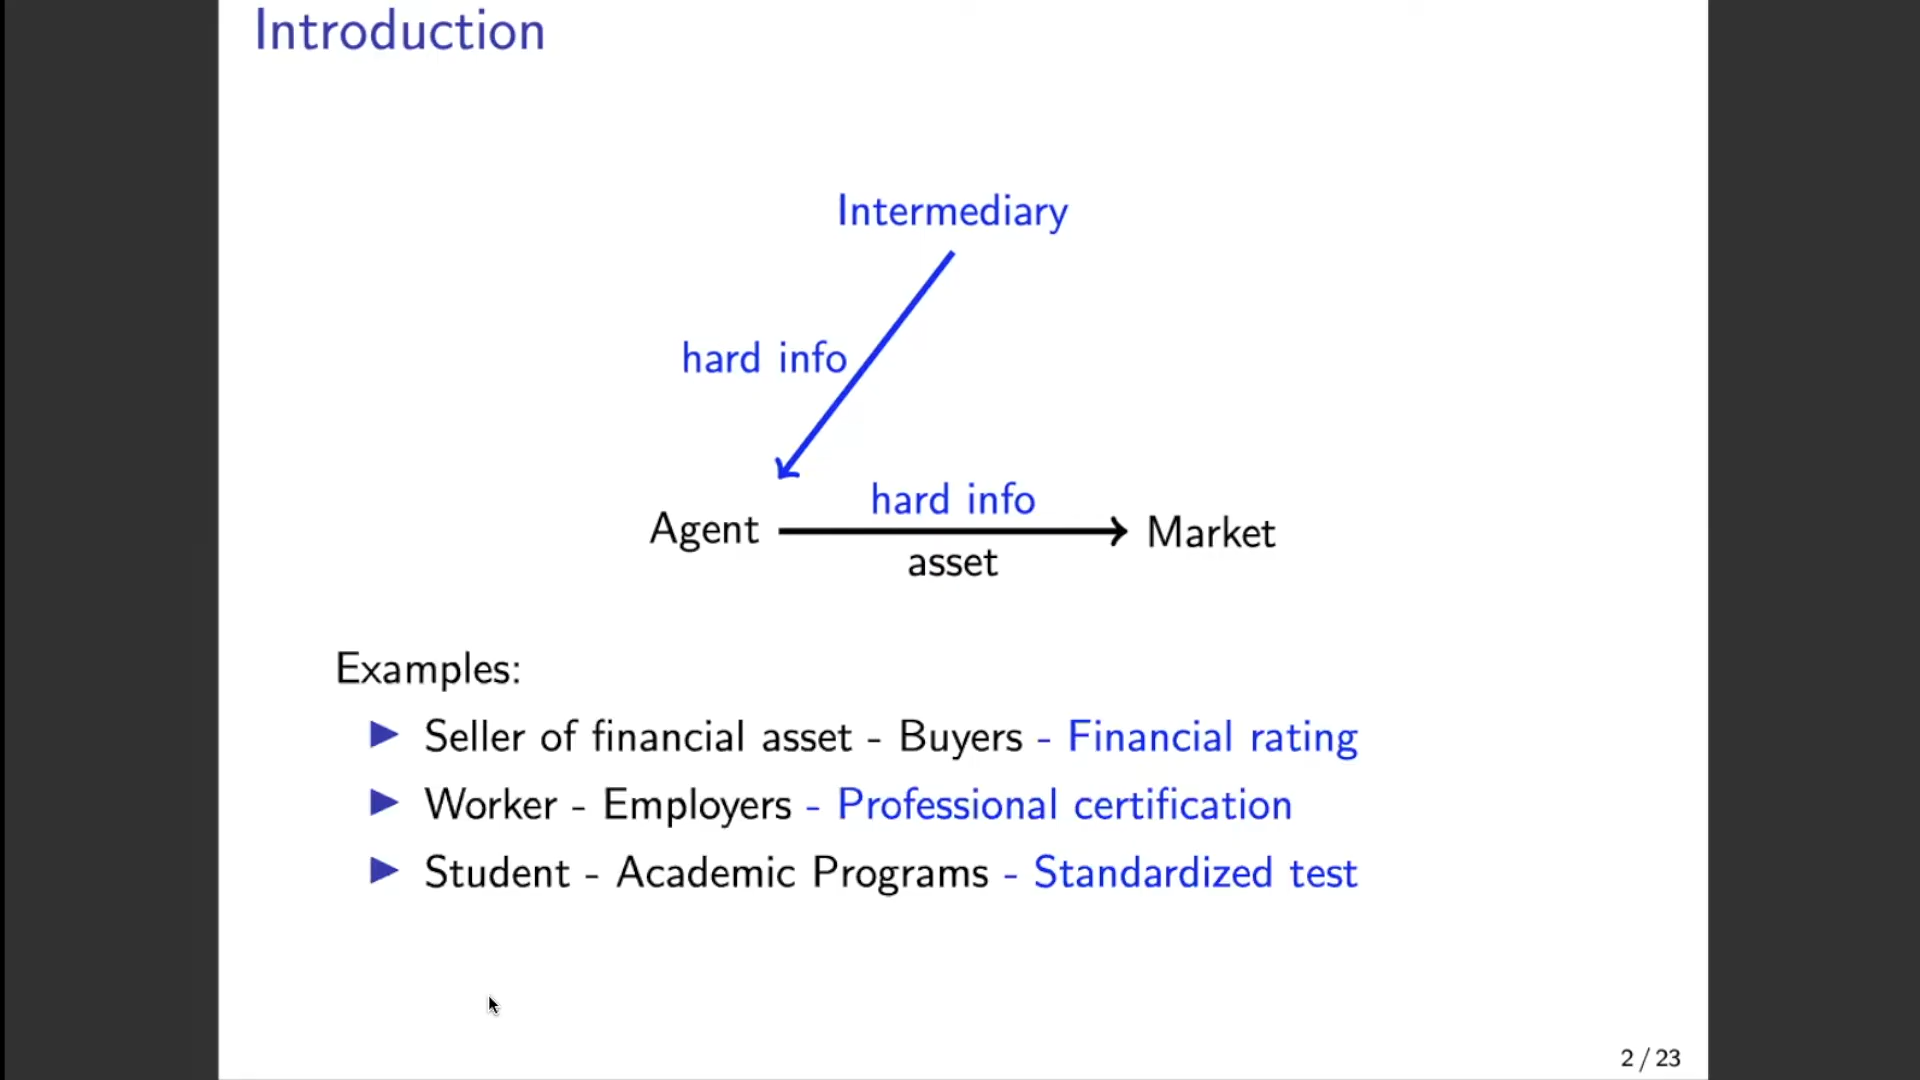 Introduction
Intermediary
hard info
hard info
Agent
Market
asset
Examples:
Seller of financial asset - Buyers - Financial rating
Worker - Employers - Professional certification
Student - Academic Programs - Standardized test
2 / 23